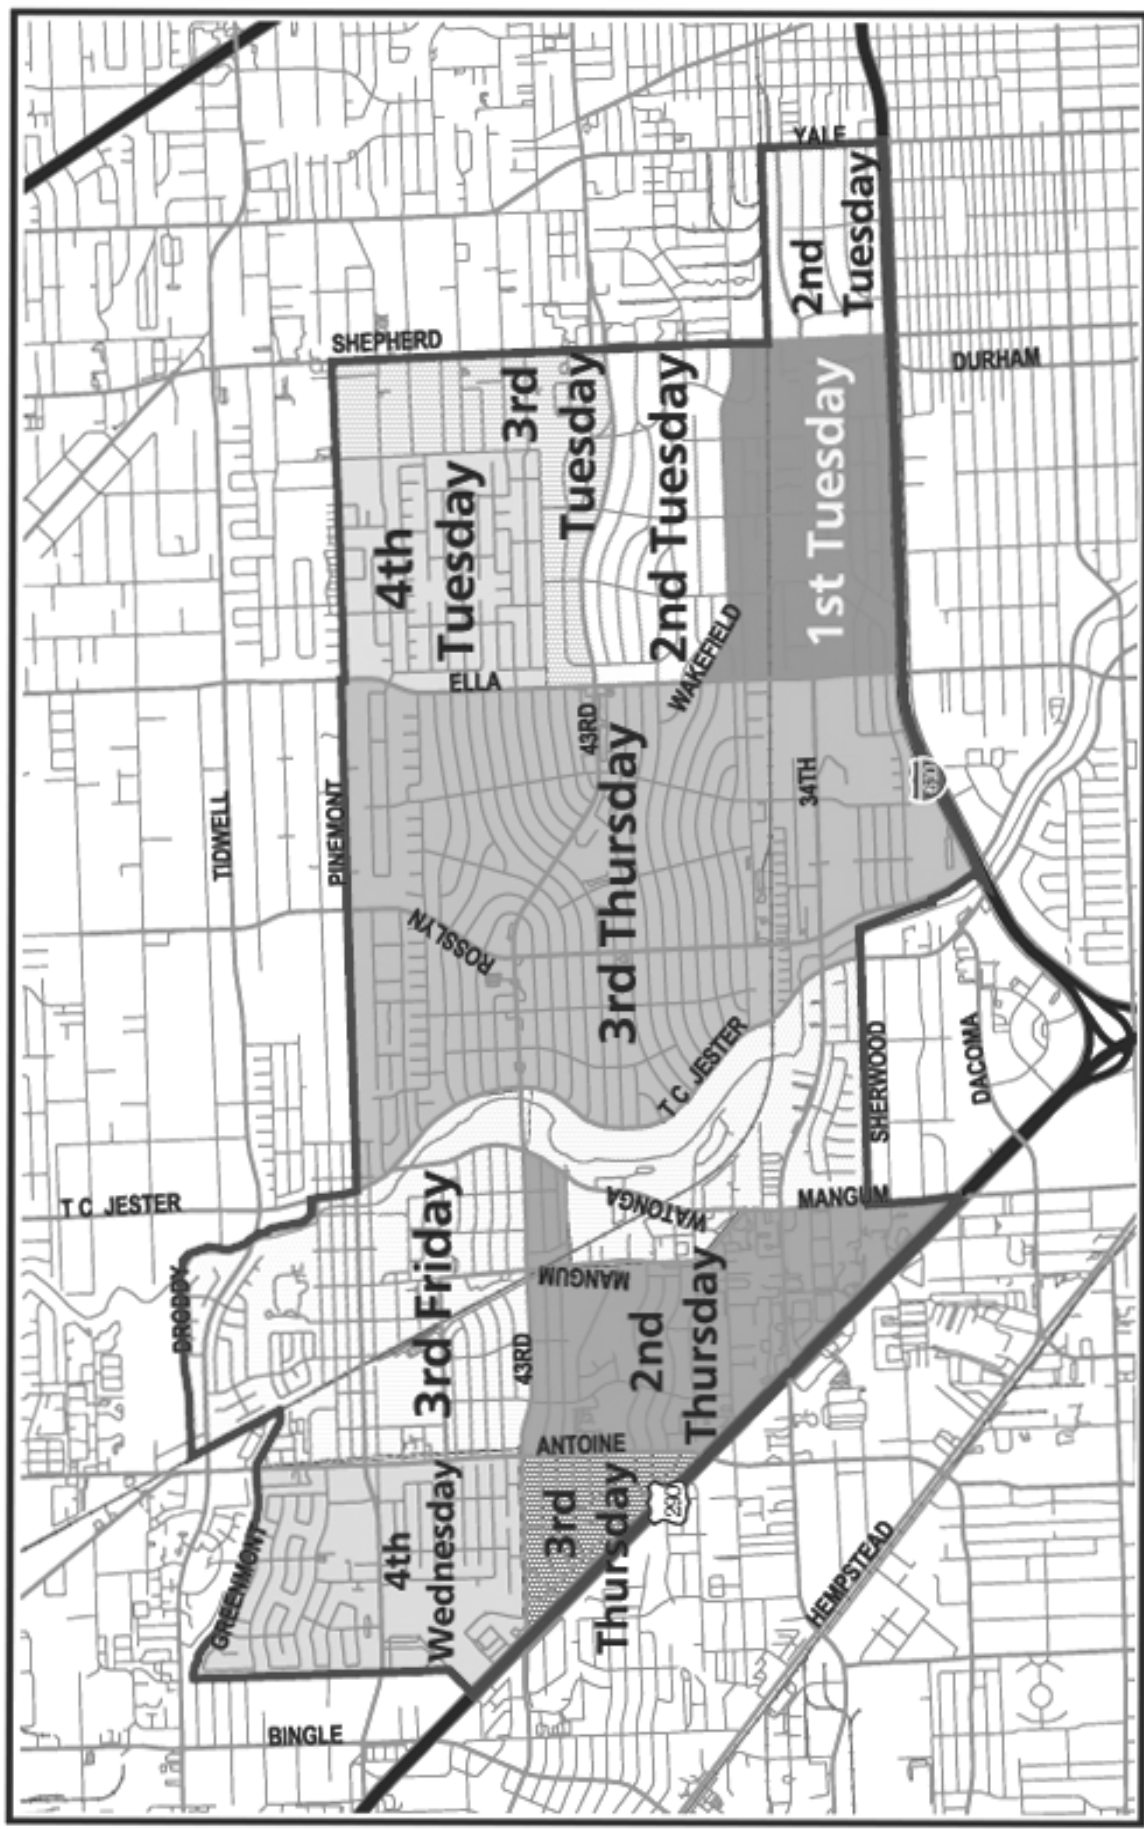 TIDWELL
T C JESTER
DRODDY
PINEMONT
SHEPHERD
YALE
GREENMONT
BINGLE
4th
Wednesday
3rd Friday
ROSSLYN
ELLA
4th
Tuesday
3rd
Tuesday
43RD
ANTOINE
MANGUM
43RD
3rd
Thursday
2nd
Thursday
WATONGA
T C JESTER
3rd Thursday
WAKEFIELD
2nd Tuesday
2nd
Tuesday
290
MANGUM
34TH
1st Tuesday
SHERWOOD
610
DURHAM
DACOMA
HEMPSTEAD